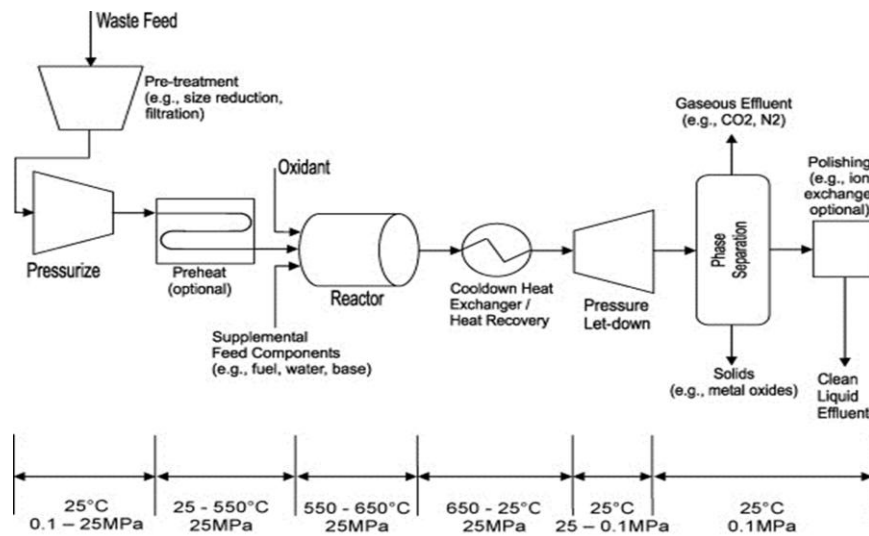 Waste Feed
Pre-treatment
(e.g., size reduction,
filtration)
Pressurize
Preheat
(optional)
Oxidant
Reactor
Supplemental
Feed Components
(e.g., fuel, water, base)
Cooldown Heat
Exchanger /
Heat Recovery
Pressure
Let-down
Gaseous Effluent
(e.g., CO2, N2)
Phase
Separation
Solids
(e.g., metal oxides)
Polishing
(e.g., ion
exchange
optional)
Clean
Liquid
Effluent
25°C
0.1 – 25MPa
25 - 550°C
25MPa
550 - 650°C
25MPa
650 - 25°C
25MPa
25°C
25 – 0.1MPa
25°C
0.1MPa